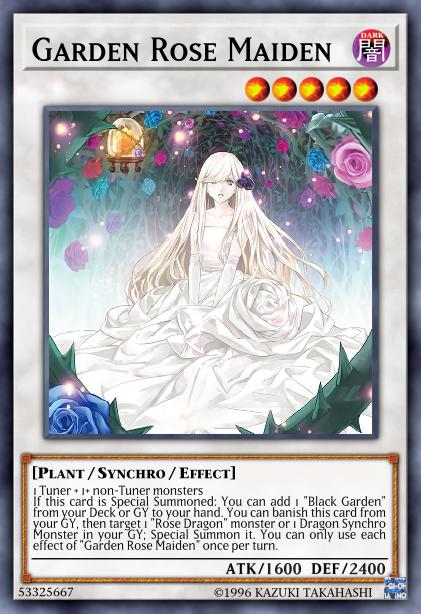 GARDEN ROSE MAIDEN
DARK
闇
[PLANT / SYNCHRO / EFFECT]
1 Tuner + 1+ non-Tuner monsters
If this card is Special Summoned: You can add 1 "Black Garden"
from your Deck or GY to your hand. You can banish this card from
your GY, then target 1 "Rose Dragon" monster or 1 Dragon Synchro
Monster in your GY; Special Summon it. You can only use each
effect of "Garden Rose Maiden" once per turn.
ATK/1600 DEF/2400
53325667
©1996 KAZUKI TAKAHASHI